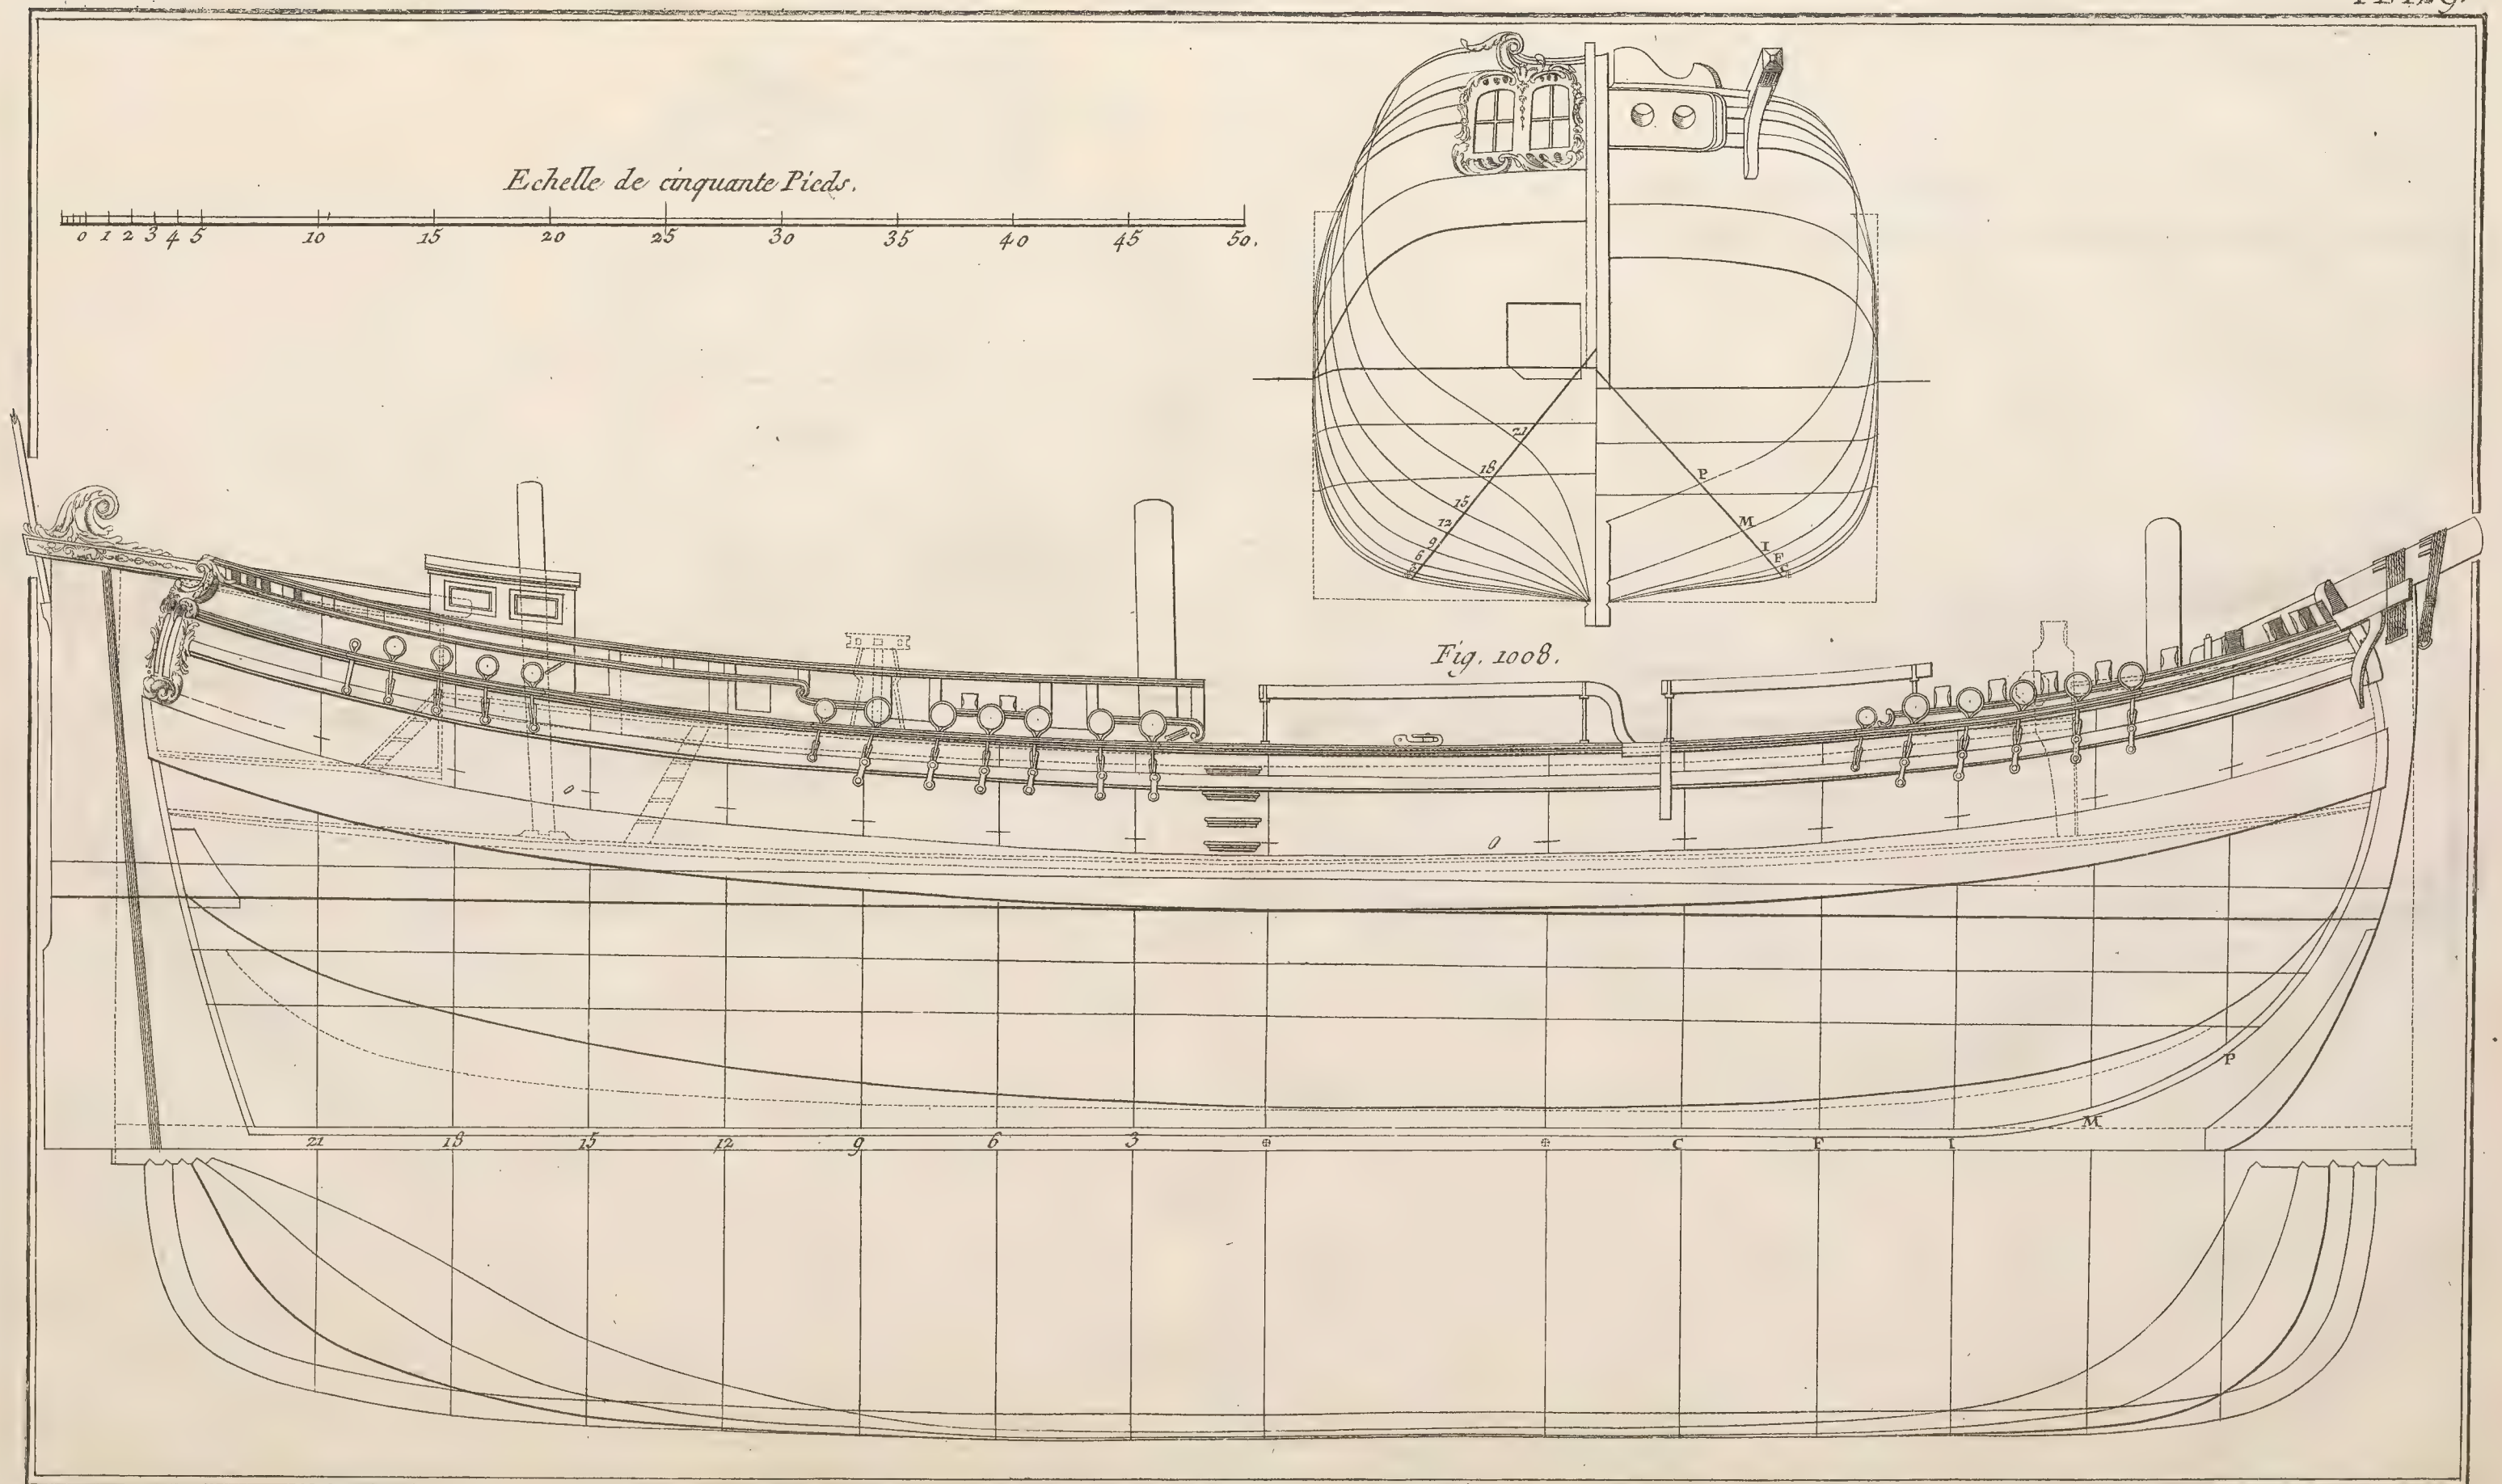 Echelle de cinquante Pieds.
0 1 2 3 4 5 10 15 20 25 30 35 40 45 50.
21
18
15
12
9
6
P
M
I
F
C
Fig. 1008.
P
M
21 18 15 12 9 6 3 ⊕ ⊕ C F I